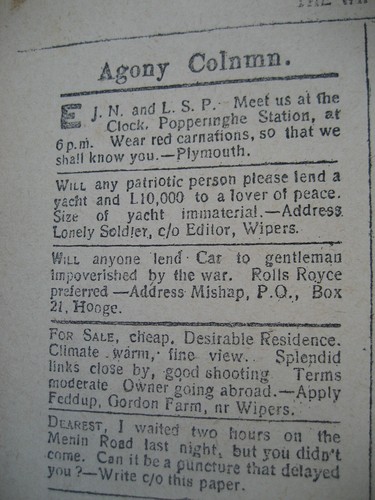 THE WI
Agony Colnmn.
E J. N. and L. S. P. Meet us at the
Clock, Popperinghe Station, at
6 p.m. Wear red carnations, so that we
shall know you.—Plymouth.
WILL any patriotic person please lend a
yacht and L10,000 to a lover of peace.
Size of yacht immaterial.—Address
Lonely Soldier, c/o Editor, Wipers.
WILL anyone lend Car to gentleman
impoverished by the war. Rolls Royce
preferred—Address Mishap, P.O., Box
21, Hooge.
FOR SALE, cheap, Desirable Residence.
Climate warm, fine view. Splendid
links close by, good shooting Terms
moderate Owner going abroad.—Apply
Feddup, Gordon Farm, nr Wipers.
DEAREST, I waited two hours on the
Menin Road last night, but you didn't
come. Can it be a puncture that delayed
you?—Write c/o this paper.